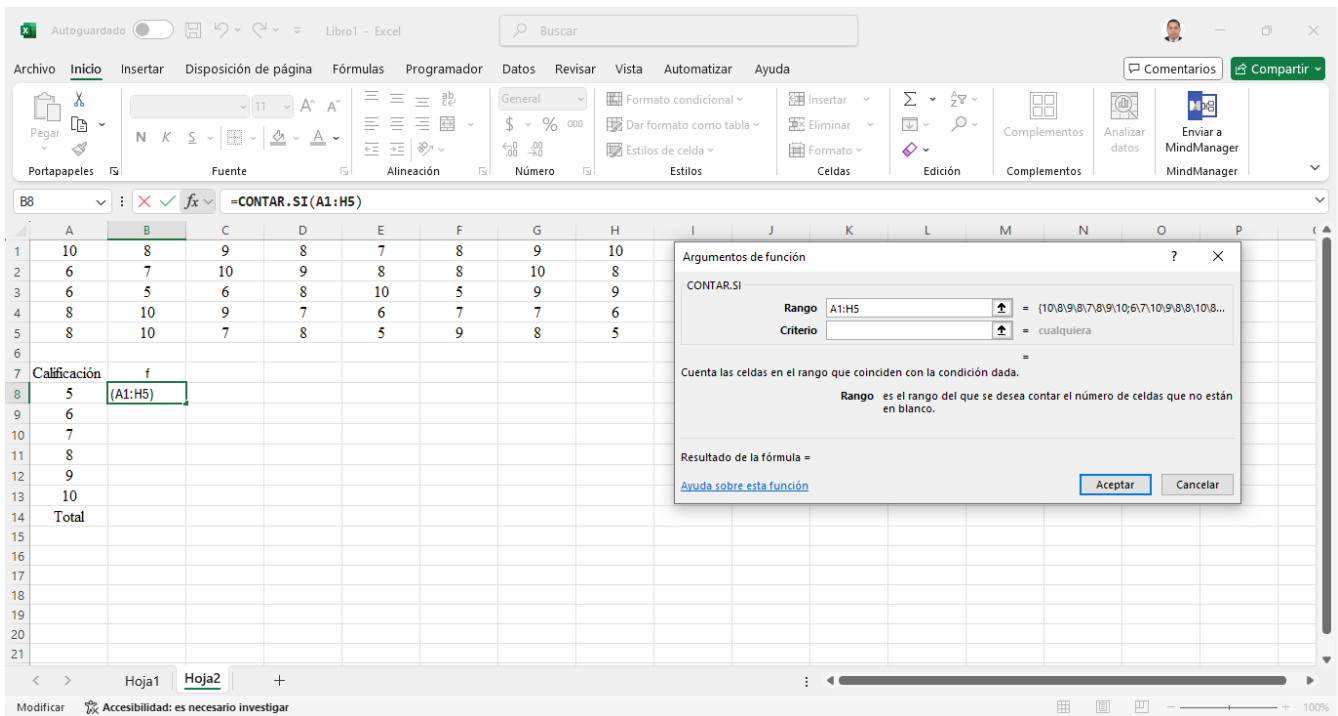 Autoguardado Libro1 - Excel Buscar
Archivo Inicio Insertar Disposición de página Fórmulas Programador Datos Revisar Vista Automatizar Ayuda Comentarios Compartir
Pegar
Portapapeles
11 A^ A˅
N K S A
Fuente
ab
Alineación
General
$ % 000
Número
Formato condicional
Dar formato como tabla
Estilos de celda
Estilos
Insertar
Eliminar
Formato
Celdas
Σ
Edición
Complementos
Complementos
Analizar
datos
Enviar a
MindManager
MindManager
B8 fx =CONTAR.SI(A1:H5)
A B C D E F G H I J K L M N O P
1 10 8 9 8 7 8 9 10
2 6 7 10 9 8 8 10 8
3 6 5 6 8 10 5 9 9
4 8 10 9 7 6 7 7 6
5 8 10 7 8 5 9 8 5
6
7 Calificación f
8 5 (A1:H5)
9 6
10 7
11 8
12 9
13 10
14 Total
15
16
17
18
19
20
21
Argumentos de función ? X
CONTAR.SI
Rango A1:H5 = {10\8\9\8\7\8\9\10;6\7\10\9\8\8\10\8...
Criterio = cualquiera
=
Cuenta las celdas en el rango que coinciden con la condición dada.
Rango es el rango del que se desea contar el número de celdas que no están
en blanco.
Resultado de la fórmula =
Ayuda sobre esta función Aceptar Cancelar
Hoja1 Hoja2 +
Modificar Accesibilidad: es necesario investigar 100%